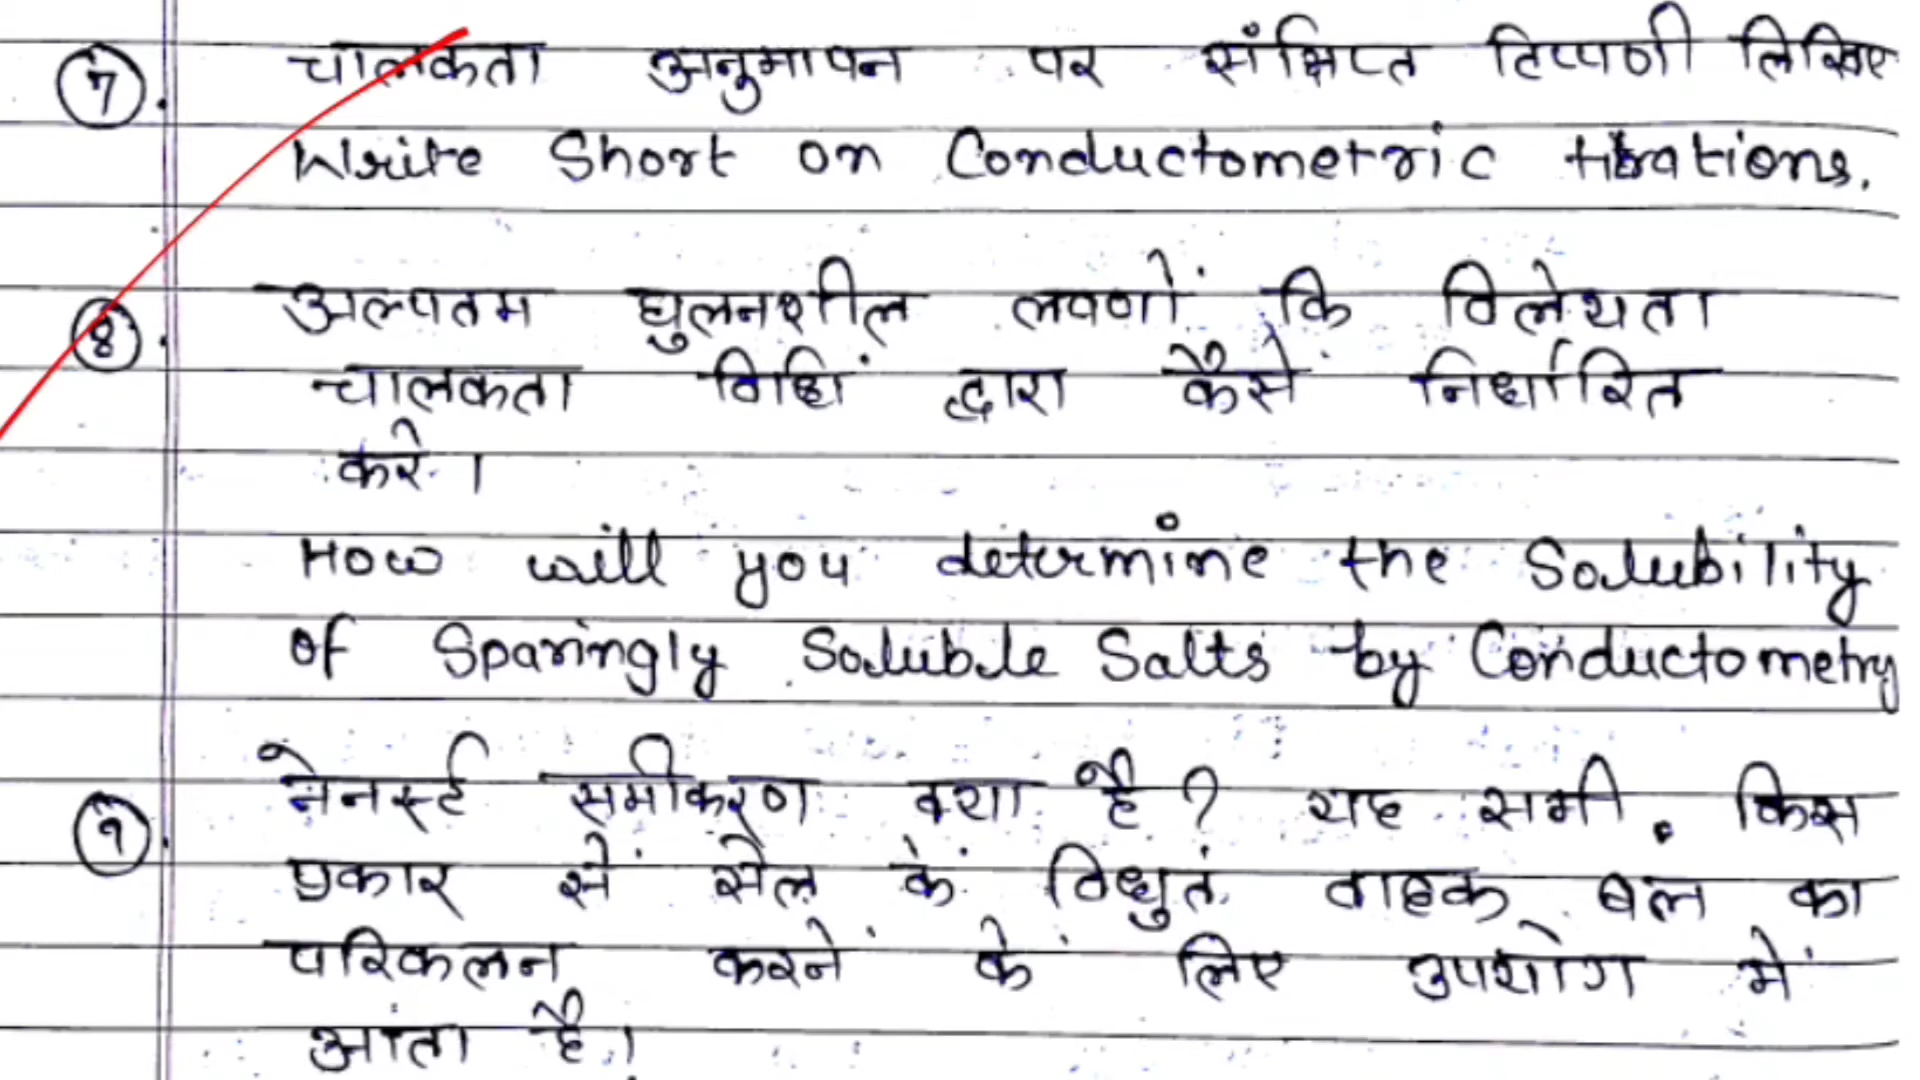 7. चालकता अनुमापन पर संक्षिप्त टिप्पणी लिखिए
Write Short on Conductometric titrations.
8. अल्पतम घुलनशील लवणों कि विलेयता
चालकता विधि द्वारा कैसे निर्धारित
करे।
How will you determine the Solubility
of Sparingly Soluble Salts by Conductometry
9. नेनर्स्ट समीकरण क्या है? यह समी. किस
प्रकार से सेल के विधुत वाहक बल का
परिकलन करने के लिए उपयोग में
आता है।